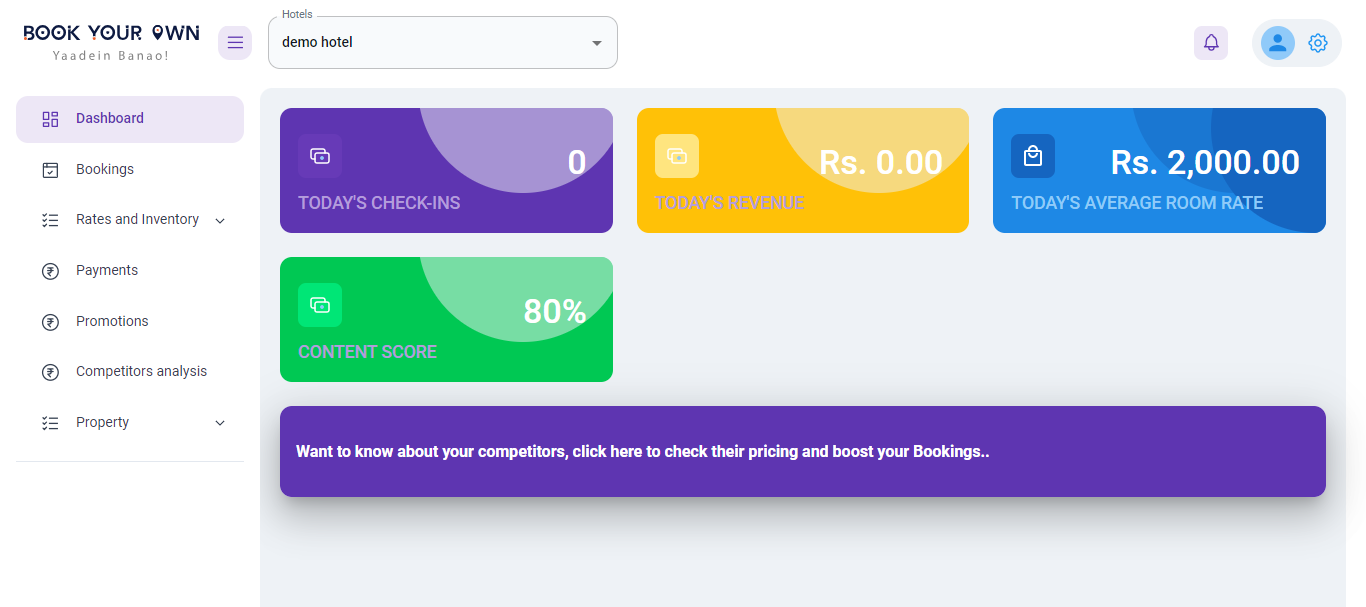 BOOK YOUR OWN
Yaadein Banao!
Hotels
demo hotel
Dashboard
Bookings
Rates and Inventory
Payments
Promotions
Competitors analysis
Property
0
TODAY'S CHECK-INS
Rs. 0.00
TODAY'S REVENUE
Rs. 2,000.00
TODAY'S AVERAGE ROOM RATE
80%
CONTENT SCORE
Want to know about your competitors, click here to check their pricing and boost your Bookings..